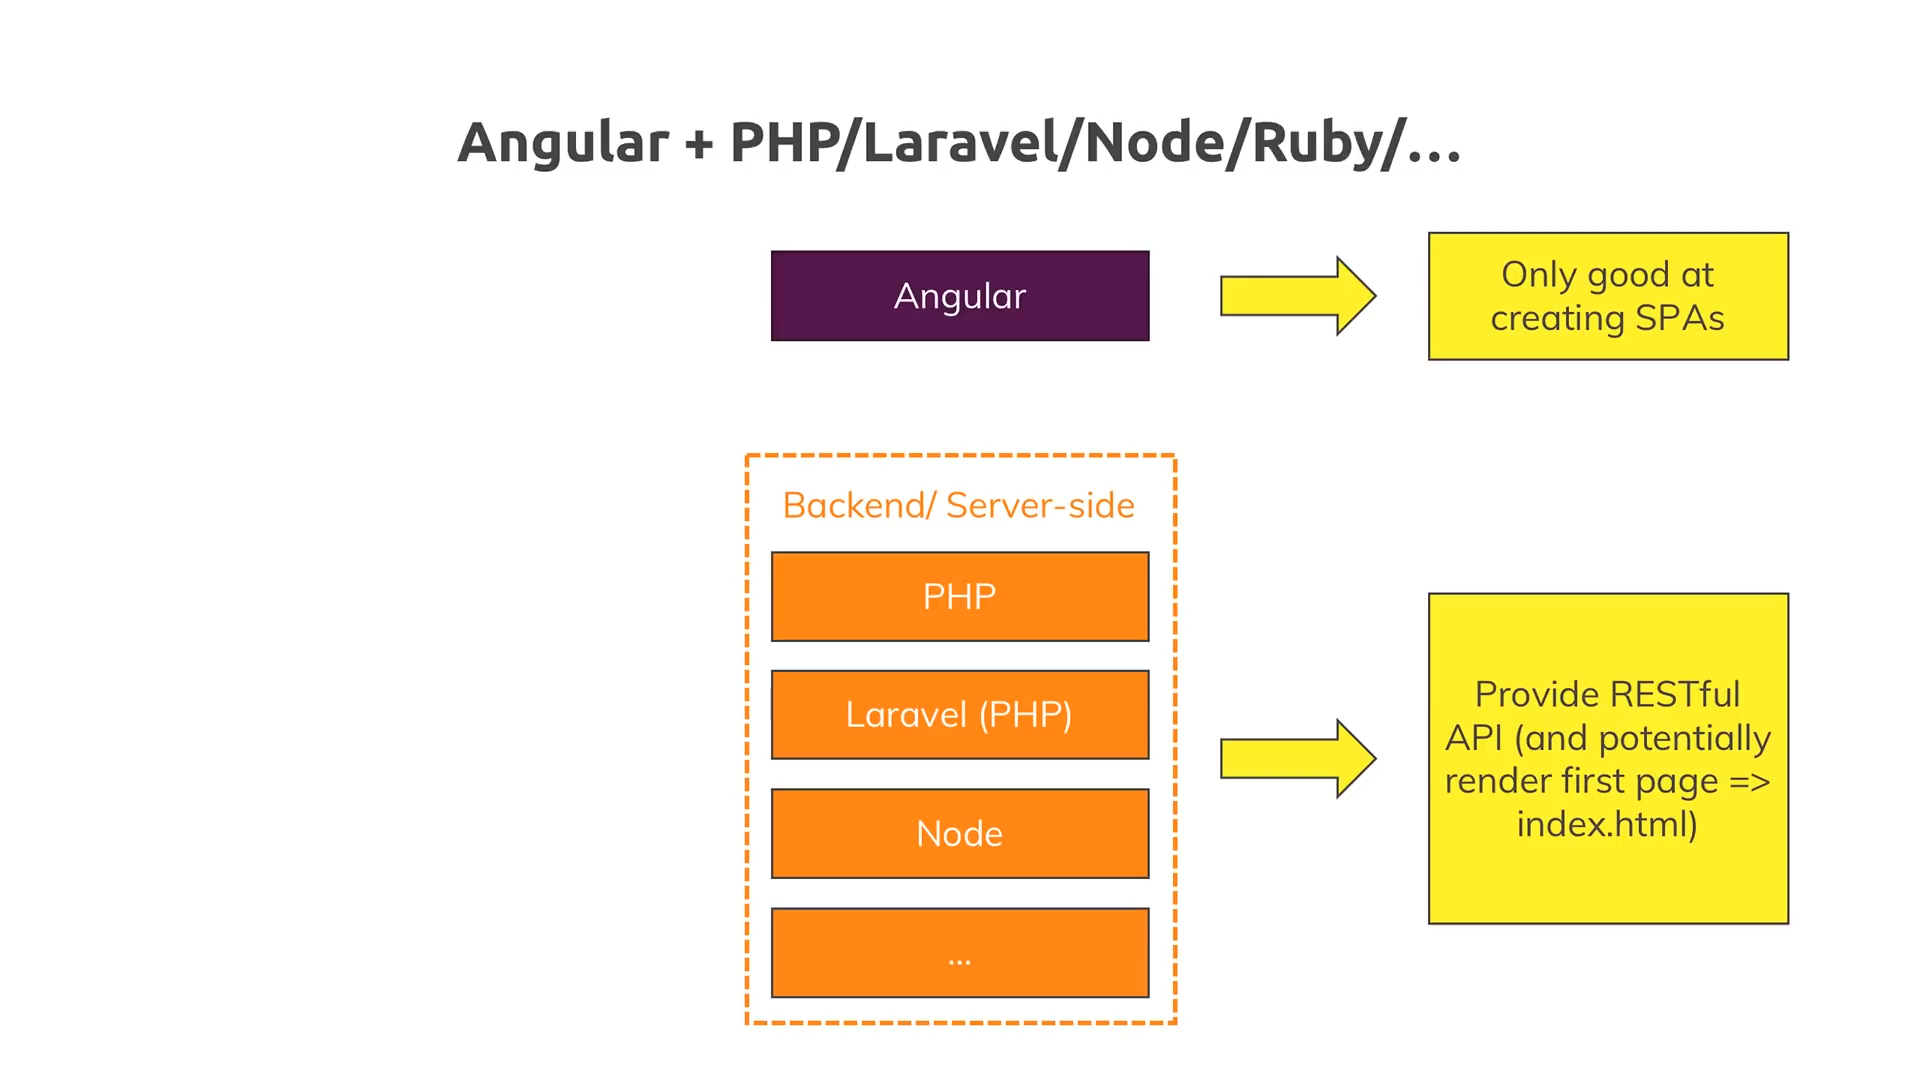 Angular + PHP/Laravel/Node/Ruby/...
Angular
Only good at
creating SPAs
Backend/ Server-side
PHP
Laravel (PHP)
Node
...
Provide RESTful
API (and potentially
render first page =>
index.html)